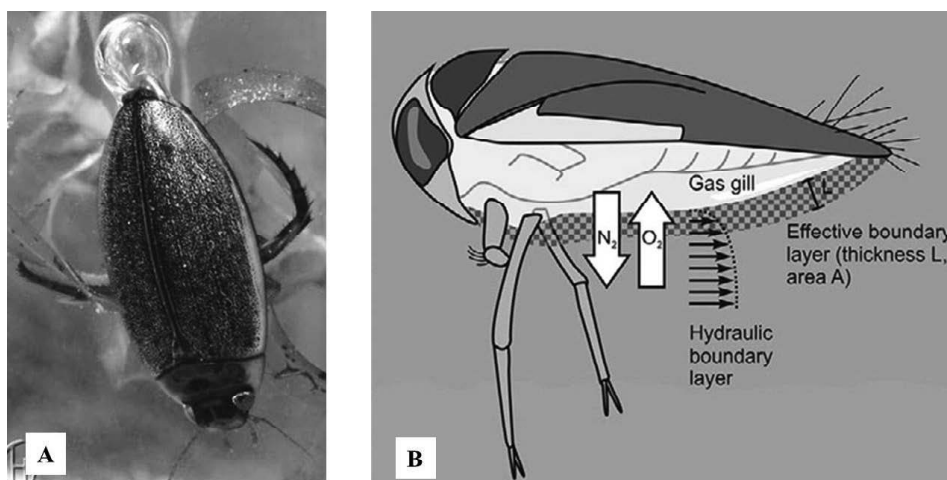 A
Gas gill
L
N₂
O₂
Effective boundary
layer (thickness L,
area A)
Hydraulic
boundary
layer
B